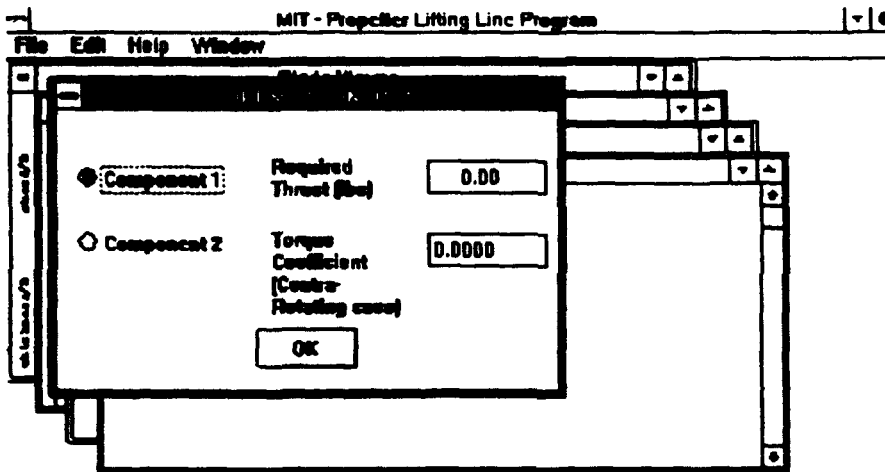 MIT - Propeller Lifting Line Program
File Edit Help Window
Component 1
Required
Thrust (lbs)
0.00
Component 2
Torque
Coefficient
(Contra-
Rotating case)
0.0000
OK